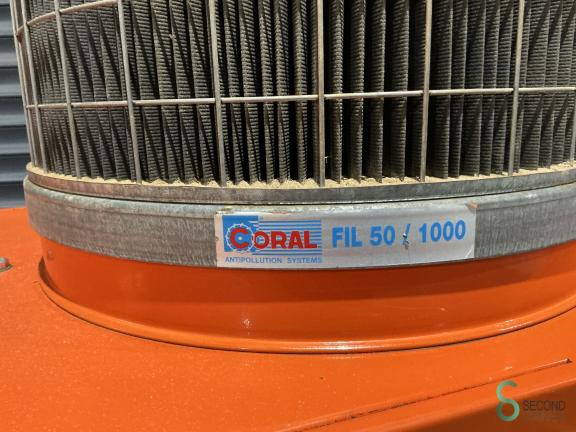 CORAL FIL 50 / 1000
ANTIPOLLUTION SYSTEMS
SECOND